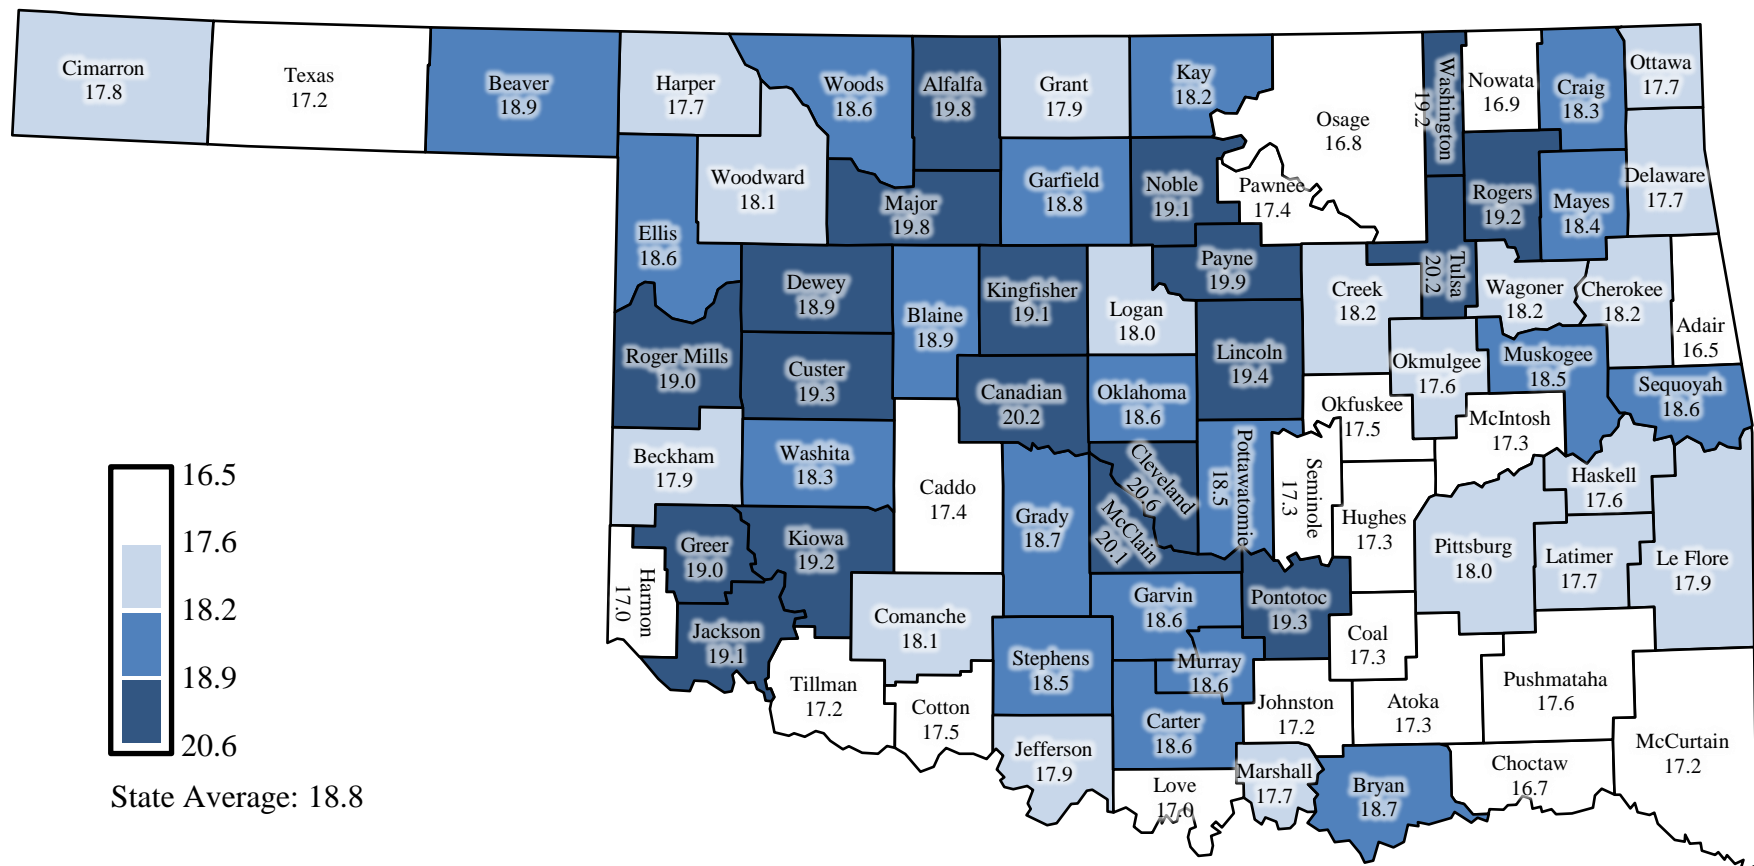 Cimarron
17.8
Texas
17.2
Beaver
18.9
Harper
17.7
Woods
18.6
Alfalfa
19.8
Grant
17.9
Kay
18.2
Osage
16.8
Washington
19.2
Nowata
16.9
Craig
18.3
Ottawa
17.7
Woodward
18.1
Major
19.8
Garfield
18.8
Noble
19.1
Pawnee
17.4
Rogers
19.2
Mayes
18.4
Delaware
17.7
Ellis
18.6
Dewey
18.9
Blaine
18.9
Kingfisher
19.1
Logan
18.0
Payne
19.9
Creek
18.2
Tulsa
20.2
Wagoner
18.2
Cherokee
18.2
Adair
16.5
Roger Mills
19.0
Custer
19.3
Canadian
20.2
Oklahoma
18.6
Lincoln
19.4
Okmulgee
17.6
Muskogee
18.5
Sequoyah
18.6
Okfuskee
17.5
McIntosh
17.3
Beckham
17.9
Washita
18.3
Caddo
17.4
Grady
18.7
Cleveland
20.6
McClain
20.1
Pottawatomie
18.5
Seminole
17.3
Hughes
17.3
Haskell
17.6
Pittsburg
18.0
Latimer
17.7
Le Flore
17.9
Greer
19.0
Kiowa
19.2
Harmon
17.0
Jackson
19.1
Comanche
18.1
Garvin
18.6
Pontotoc
19.3
Coal
17.3
Stephens
18.5
Murray
18.6
Tillman
17.2
Cotton
17.5
Carter
18.6
Johnston
17.2
Atoka
17.3
Pushmataha
17.6
McCurtain
17.2
Jefferson
17.9
Love
17.0
Marshall
17.7
Bryan
18.7
Choctaw
16.7
16.5
17.6
18.2
18.9
20.6
State Average: 18.8